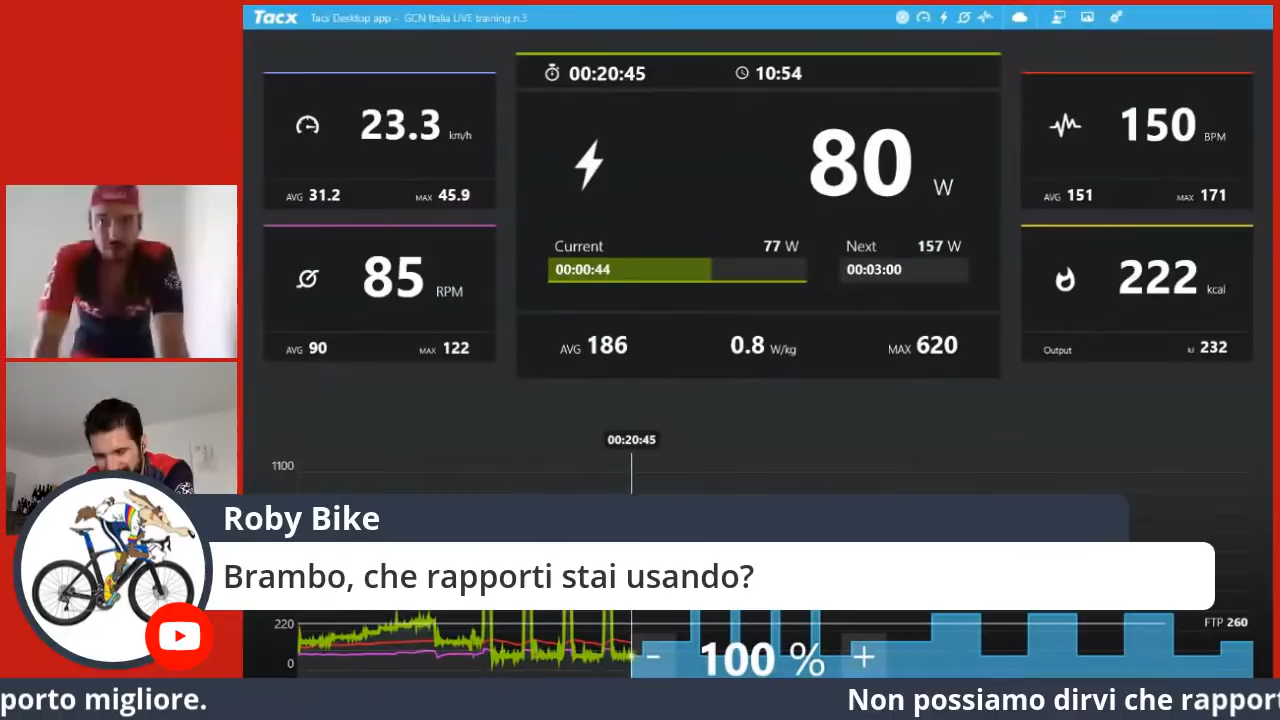 Tacx Tacx Desktop app - GCN Italia LIVE training n.3
00:20:45 10:54
23.3 km/h
AVG 31.2 MAX 45.9
80 W
150 BPM
AVG 151 MAX 171
85 RPM
AVG 90 MAX 122
Current 77 W
00:00:44
Next 157 W
00:03:00
AVG 186 0.8 W/kg MAX 620
222 kcal
Output kJ 232
00:20:45
1100
Roby Bike
Brambo, che rapporti stai usando?
220
FTP 260
0
- 100 % +
porto migliore. Non possiamo dirvi che rapport